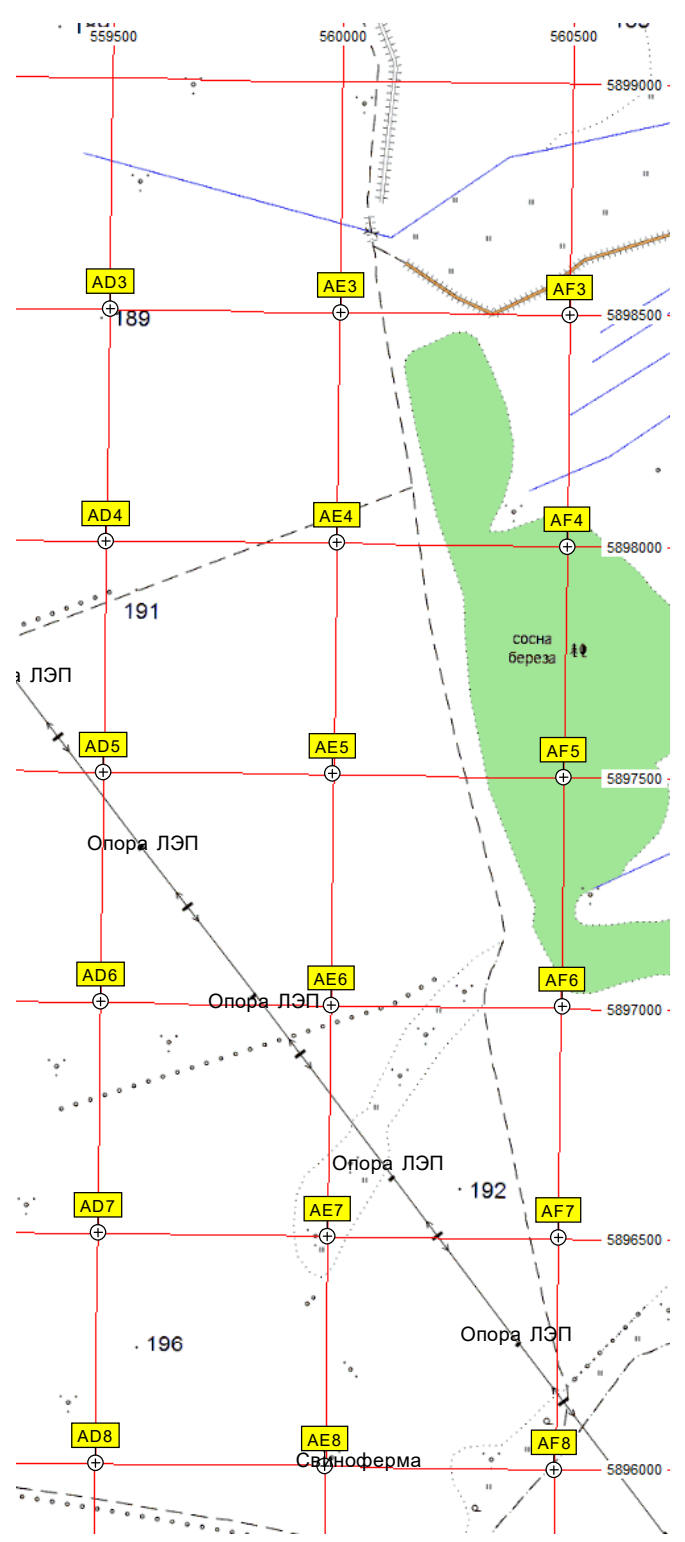 559500 560000 560500
5899000
AD3 AE3 AF3
189
5898500
AD4 AE4 AF4
5898000
191
сосна
береза
ЛЭП
AD5 AE5 AF5
5897500
Опора ЛЭП
AD6 AE6 AF6
Опора ЛЭП
5897000
Опора ЛЭП
192
AD7 AE7 AF7
5896500
Опора ЛЭП
196
AD8 AE8 AF8
Свиноферма
5896000